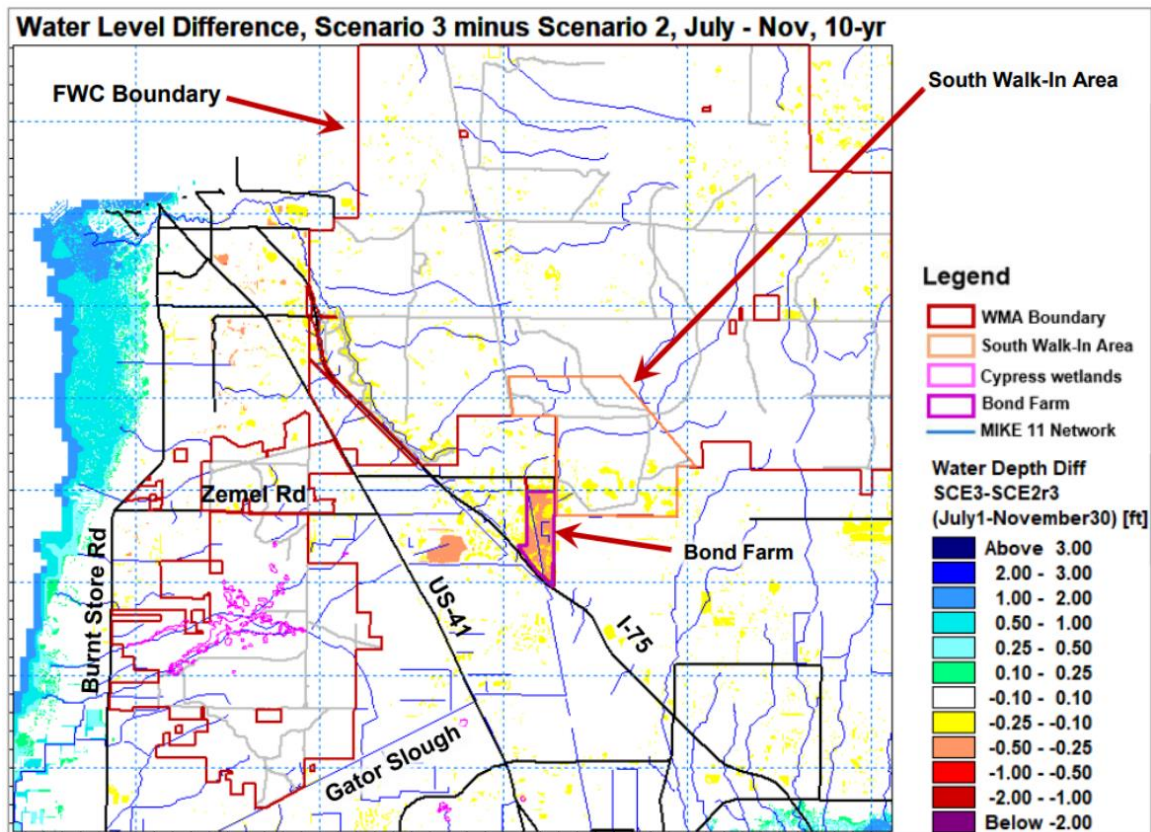 Water Level Difference, Scenario 3 minus Scenario 2, July - Nov, 10-yr
FWC Boundary
South Walk-In Area
Zemel Rd
Burnt Store Rd
US-41
I-75
Bond Farm
Gator Slough
Legend
WMA Boundary
South Walk-In Area
Cypress wetlands
Bond Farm
MIKE 11 Network
Water Depth Diff
SCE3-SCE2r3
(July1-November30) [ft]
Above 3.00
2.00 - 3.00
1.00 - 2.00
0.50 - 1.00
0.25 - 0.50
0.10 - 0.25
-0.10 - 0.10
-0.25 - -0.10
-0.50 - -0.25
-1.00 - -0.50
-2.00 - -1.00
Below -2.00